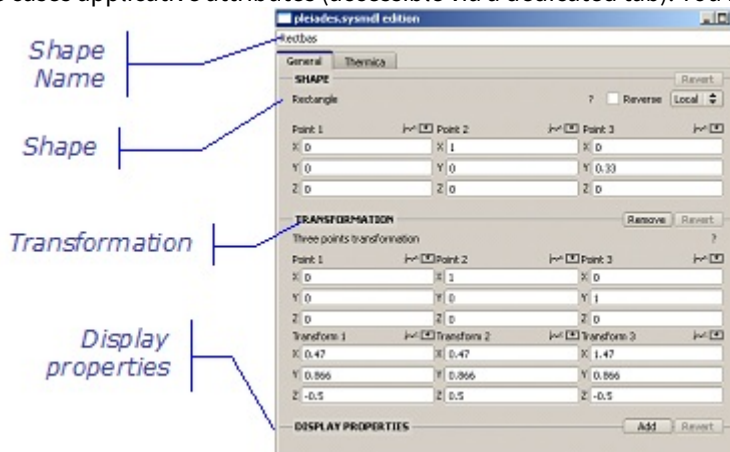 e cases applicative attributes (accessible via a dedicated tab). You
pleiades.sysmdl edition
Rectbas
General Thermica
SHAPE Revert
Rectangle ? Reverse Local
Point 1 Point 2 Point 3
X 0 X 1 X 0
Y 0 Y 0 Y 0.33
Z 0 Z 0 Z 0
TRANSFORMATION Remove Revert
Three points transformation ?
Point 1 Point 2 Point 3
X 0 X 1 X 0
Y 0 Y 0 Y 1
Z 0 Z 0 Z 0
Transform 1 Transform 2 Transform 3
X 0.47 X 0.47 X 1.47
Y 0.866 Y 0.866 Y 0.866
Z -0.5 Z 0.5 Z -0.5
DISPLAY PROPERTIES Add Revert
Shape
Name
Shape
Transformation
Display
properties